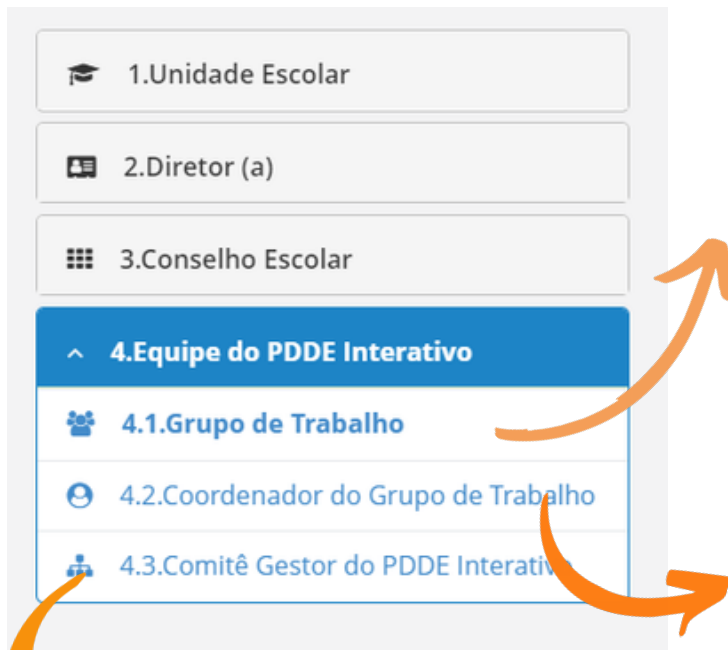 1.Unidade Escolar
2.Diretor (a)
3.Conselho Escolar
4.Equipe do PDDE Interativo
4.1.Grupo de Trabalho
4.2.Coordenador do Grupo de Trabalho
4.3.Comitê Gestor do PDDE Interativo